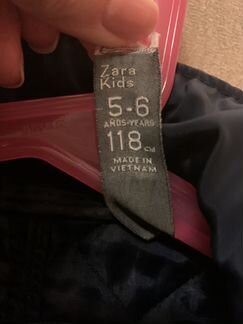 Zara
Kids
5-6
AÑOS-YEARS
118 CM
MADE IN
VIETNAM